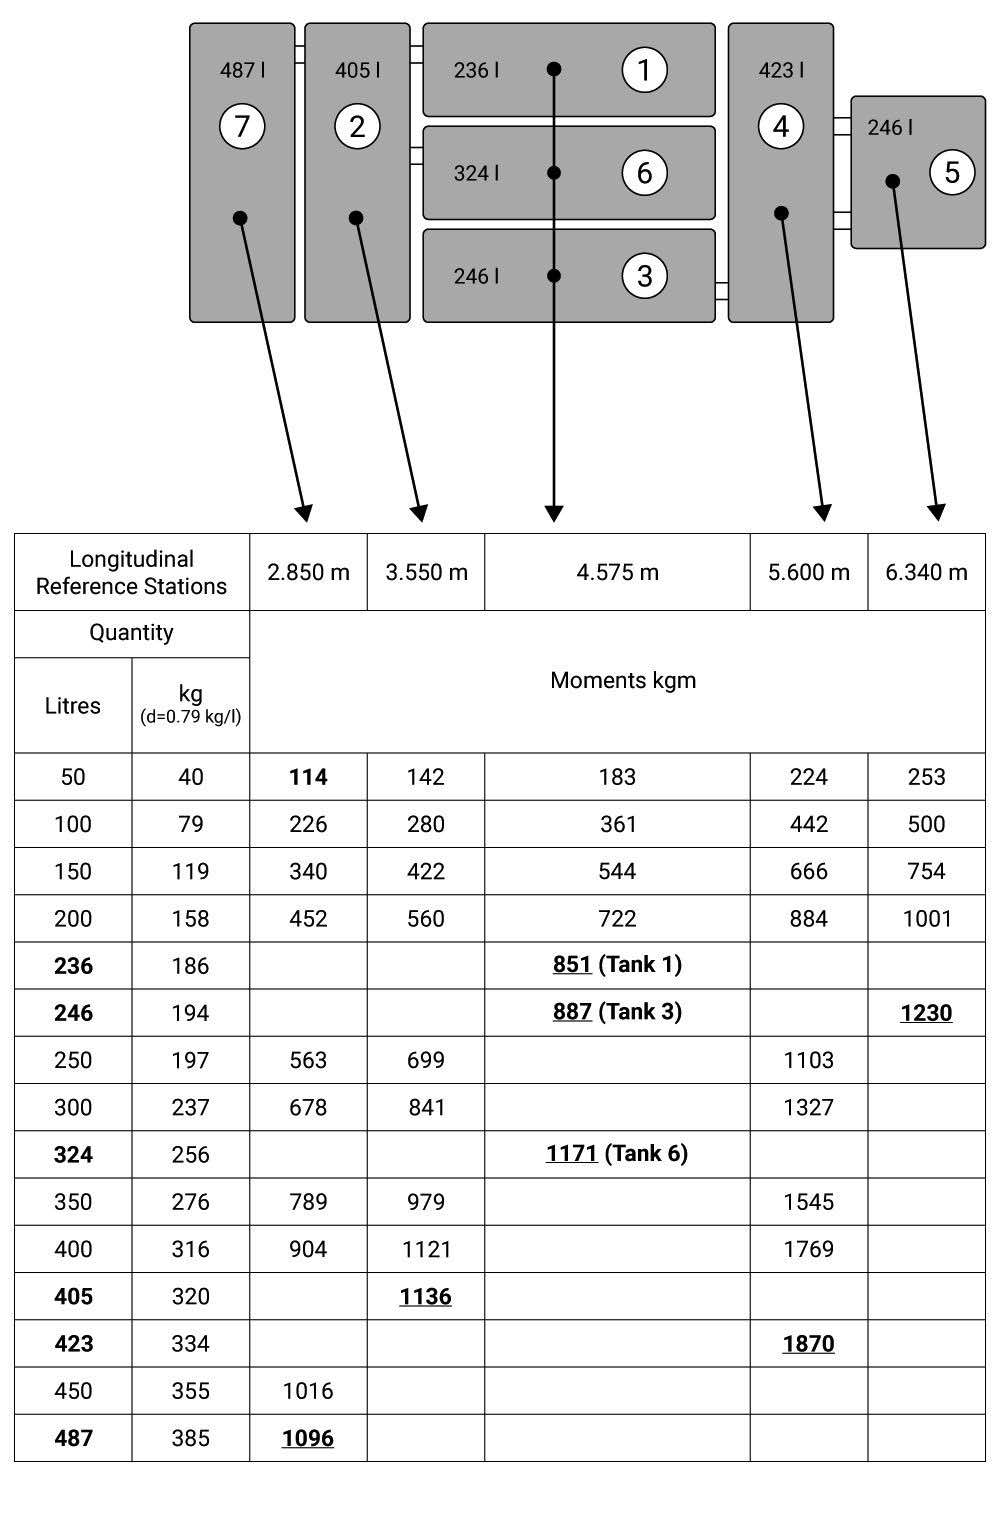 487 l
405 l
236 l
1
423 l
7
2
4
246 l
324 l
6
5
246 l
3
Longitudinal
Reference Stations
2.850 m
3.550 m
4.575 m
5.600 m
6.340 m
Quantity
Litres
kg
(d=0.79 kg/l)
Moments kgm
50 40 114 142 183 224 253
100 79 226 280 361 442 500
150 119 340 422 544 666 754
200 158 452 560 722 884 1001
236 186 851 (Tank 1)
246 194 887 (Tank 3) 1230
250 197 563 699 1103
300 237 678 841 1327
324 256 1171 (Tank 6)
350 276 789 979 1545
400 316 904 1121 1769
405 320 1136
423 334 1870
450 355 1016
487 385 1096